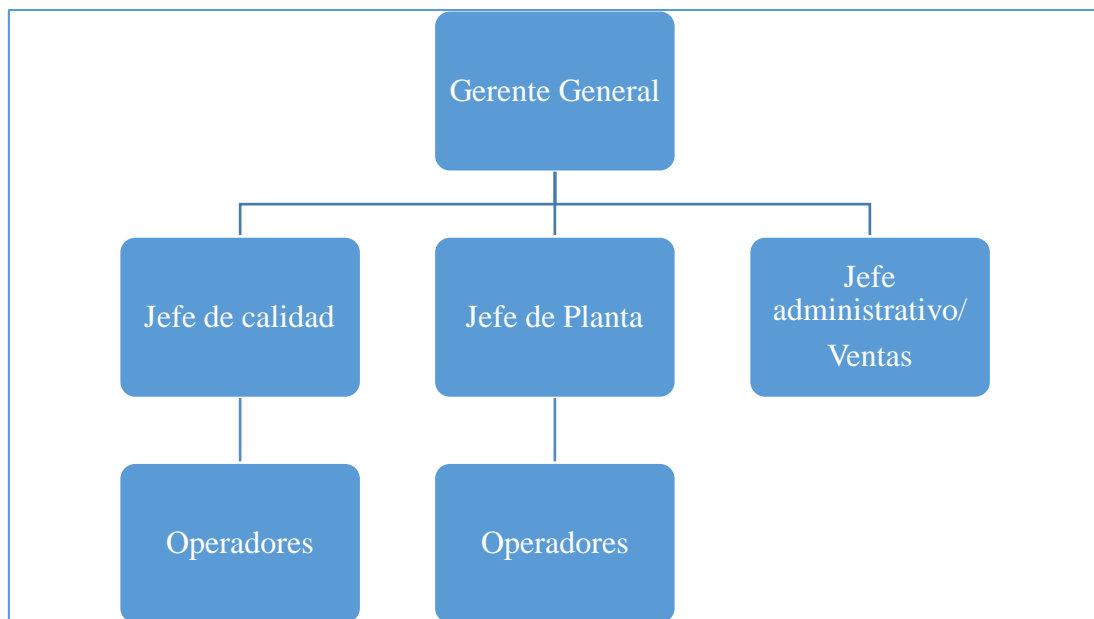 Gerente General
Jefe de calidad
Jefe de Planta
Jefe
administrativo/
Ventas
Operadores
Operadores